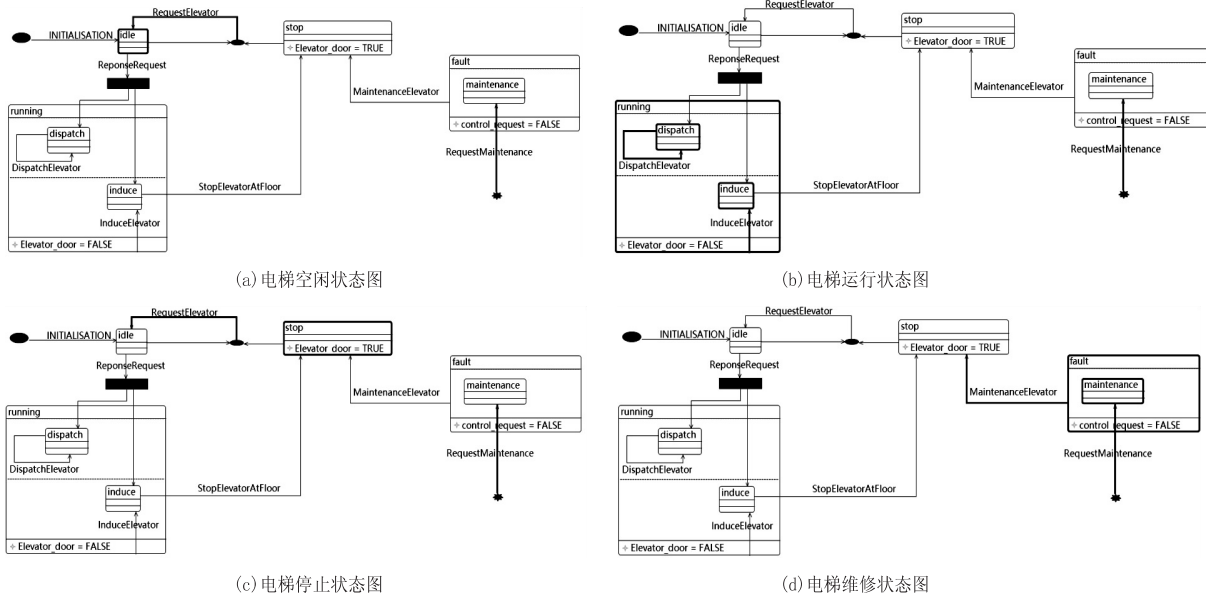 RequestElevator
INITIALISATION
idle
stop
Elevator_door = TRUE
ReponseRequest
fault
maintenance
MaintenanceElevator
control_request = FALSE
running
dispatch
DispatchElevator
RequestMaintenance
StopElevatorAtFloor
induce
InduceElevator
Elevator_door = FALSE
(a)电梯空闲状态图
RequestElevator
INITIALISATION
idle
stop
Elevator_door = TRUE
ReponseRequest
fault
maintenance
MaintenanceElevator
control_request = FALSE
running
dispatch
DispatchElevator
RequestMaintenance
StopElevatorAtFloor
induce
InduceElevator
Elevator_door = FALSE
(b)电梯运行状态图
RequestElevator
INITIALISATION
idle
stop
Elevator_door = TRUE
ReponseRequest
fault
maintenance
MaintenanceElevator
control_request = FALSE
running
dispatch
DispatchElevator
RequestMaintenance
StopElevatorAtFloor
induce
InduceElevator
Elevator_door = FALSE
(c)电梯停止状态图
RequestElevator
INITIALISATION
idle
stop
Elevator_door = TRUE
ReponseRequest
fault
maintenance
MaintenanceElevator
control_request = FALSE
running
dispatch
DispatchElevator
RequestMaintenance
StopElevatorAtFloor
induce
InduceElevator
Elevator_door = FALSE
(d)电梯维修状态图